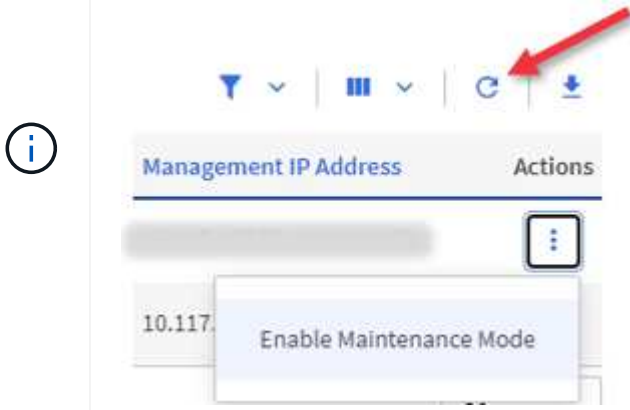 Management IP Address Actions
10.117.
Enable Maintenance Mode